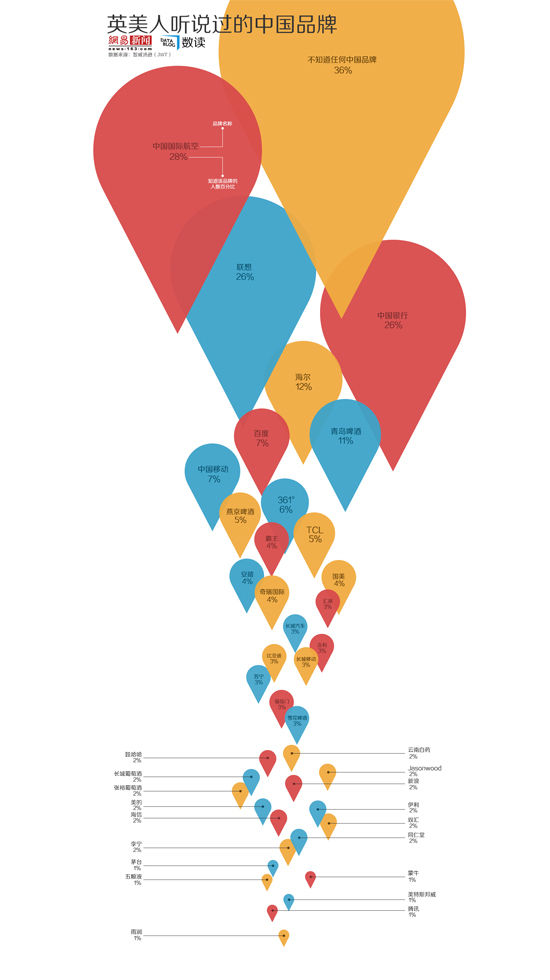 英美人听说过的中国品牌
網易 新闻
news.163.com
DATA
BLOG
数读
数据来源:智威汤逊(JWT)
不知道任何中国品牌
36%
品牌名称
中国国际航空
28%
知道该品牌的
人数百分比
联想
26%
中国银行
26%
海尔
12%
青岛啤酒
11%
百度
7%
中国移动
7%
361°
6%
燕京啤酒
5%
TCL
5%
霸王
4%
安踏
4%
国美
4%
奇瑞国际
4%
汇源
3%
长城汽车
3%
吉利
3%
比亚迪
3%
长城移动
3%
苏宁
3%
3%
雪花啤酒
3%
娃哈哈
2%
云南白药
2%
Jasonwood
2%
长城葡萄酒
2%
新浪
2%
张裕葡萄酒
2%
美的
2%
伊利
2%
海信
2%
双汇
2%
同仁堂
2%
李宁
2%
茅台
1%
蒙牛
1%
五粮液
1%
美特斯邦威
1%
腾讯
1%
雨润
1%